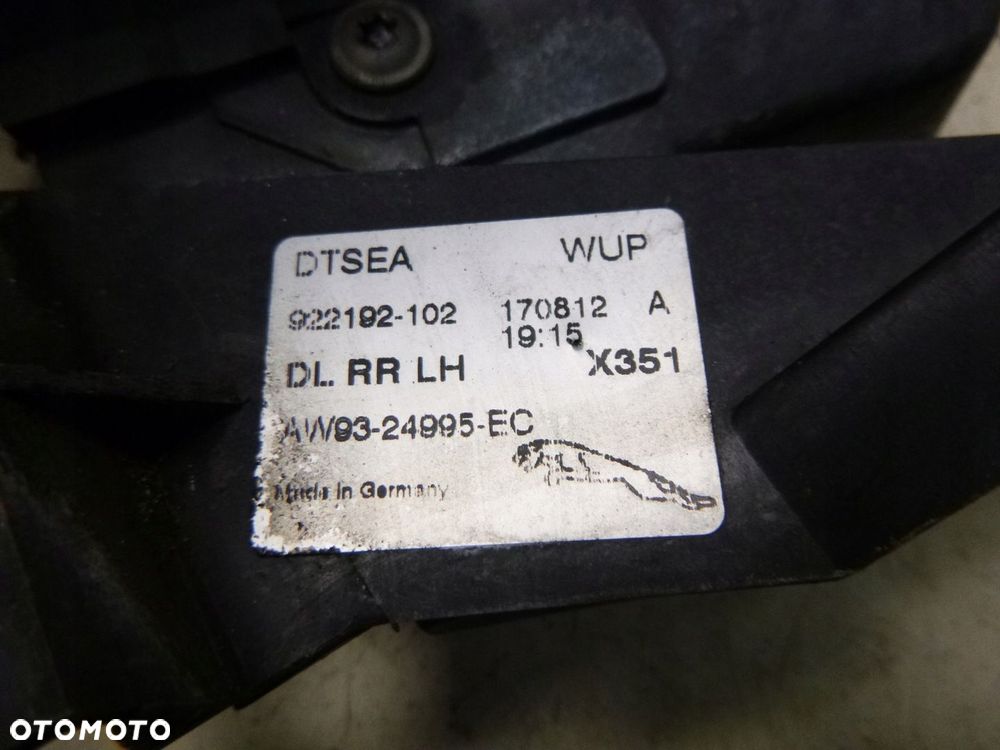 DTSEA WUP
922192-102 170812 A
19:15
DL RR LH X351
AW93-24995-EC
Made in Germany
OTOMOTO